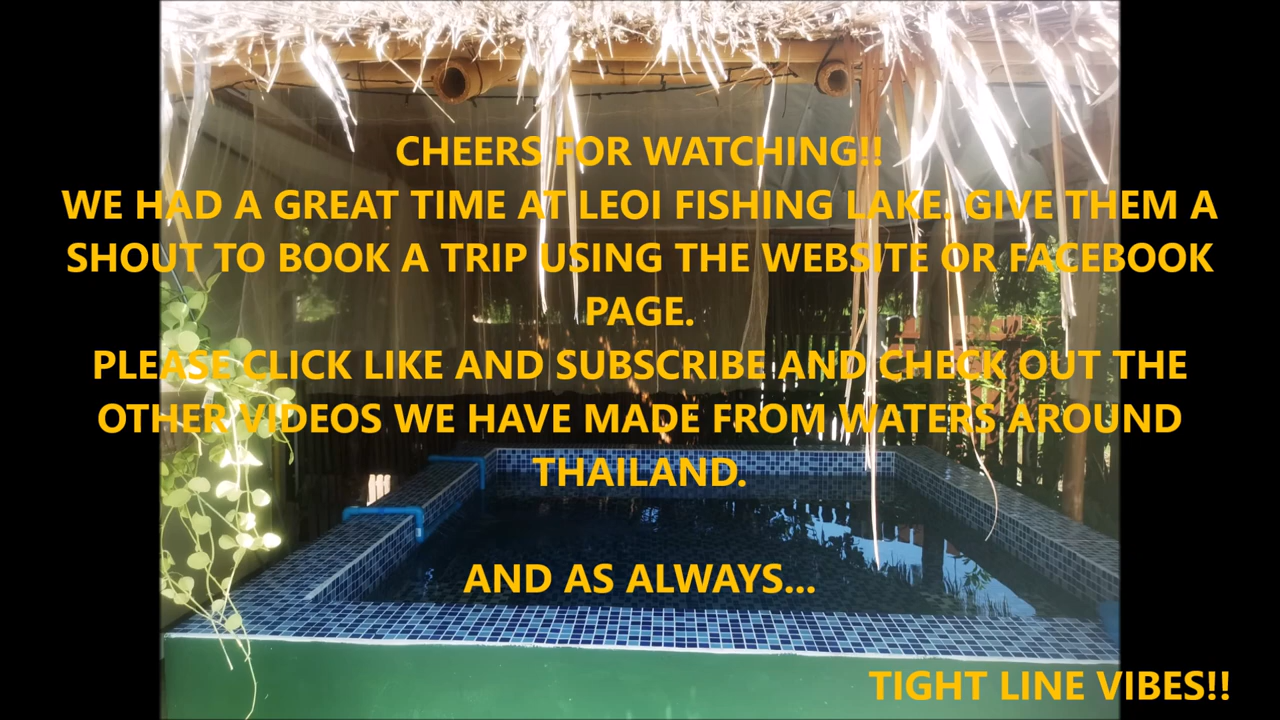 CHEERS FOR WATCHING!!
WE HAD A GREAT TIME AT LEOI FISHING LAKE. GIVE THEM A
SHOUT TO BOOK A TRIP USING THE WEBSITE OR FACEBOOK
PAGE.
PLEASE CLICK LIKE AND SUBSCRIBE AND CHECK OUT THE
OTHER VIDEOS WE HAVE MADE FROM WATERS AROUND
THAILAND.
AND AS ALWAYS...
TIGHT LINE VIBES!!